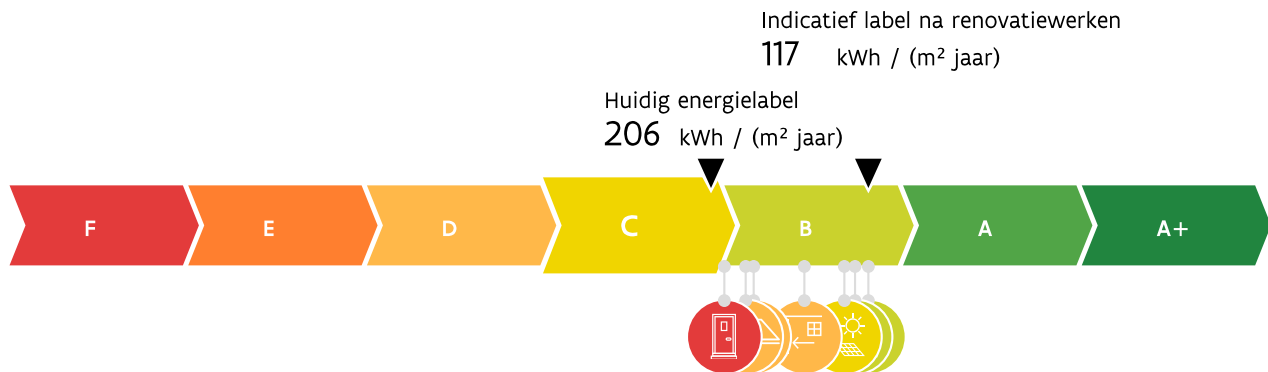 Indicatief label na renovatiewerken
117 kWh / (m² jaar)
Huidig energielabel
206 kWh / (m² jaar)
F E D C B A A+